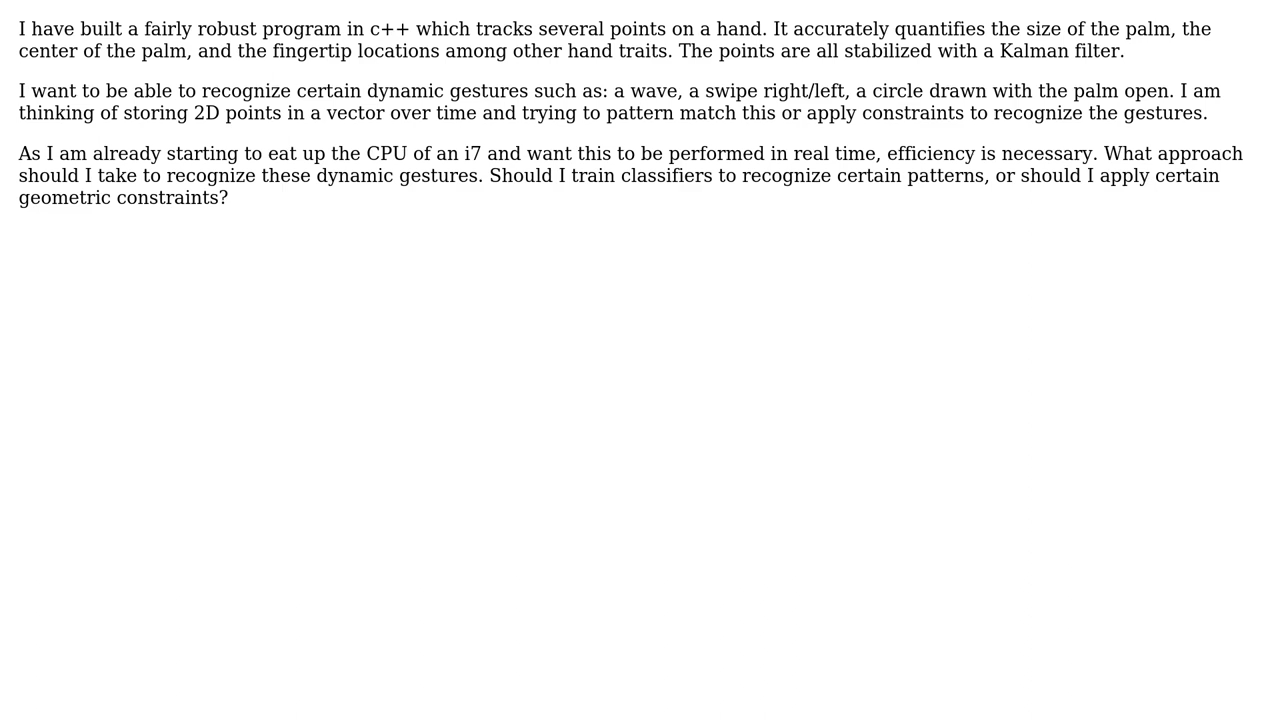 I have built a fairly robust program in c++ which tracks several points on a hand. It accurately quantifies the size of the palm, the
center of the palm, and the fingertip locations among other hand traits. The points are all stabilized with a Kalman filter.
I want to be able to recognize certain dynamic gestures such as: a wave, a swipe right/left, a circle drawn with the palm open. I am
thinking of storing 2D points in a vector over time and trying to pattern match this or apply constraints to recognize the gestures.
As I am already starting to eat up the CPU of an i7 and want this to be performed in real time, efficiency is necessary. What approach
should I take to recognize these dynamic gestures. Should I train classifiers to recognize certain patterns, or should I apply certain
geometric constraints?